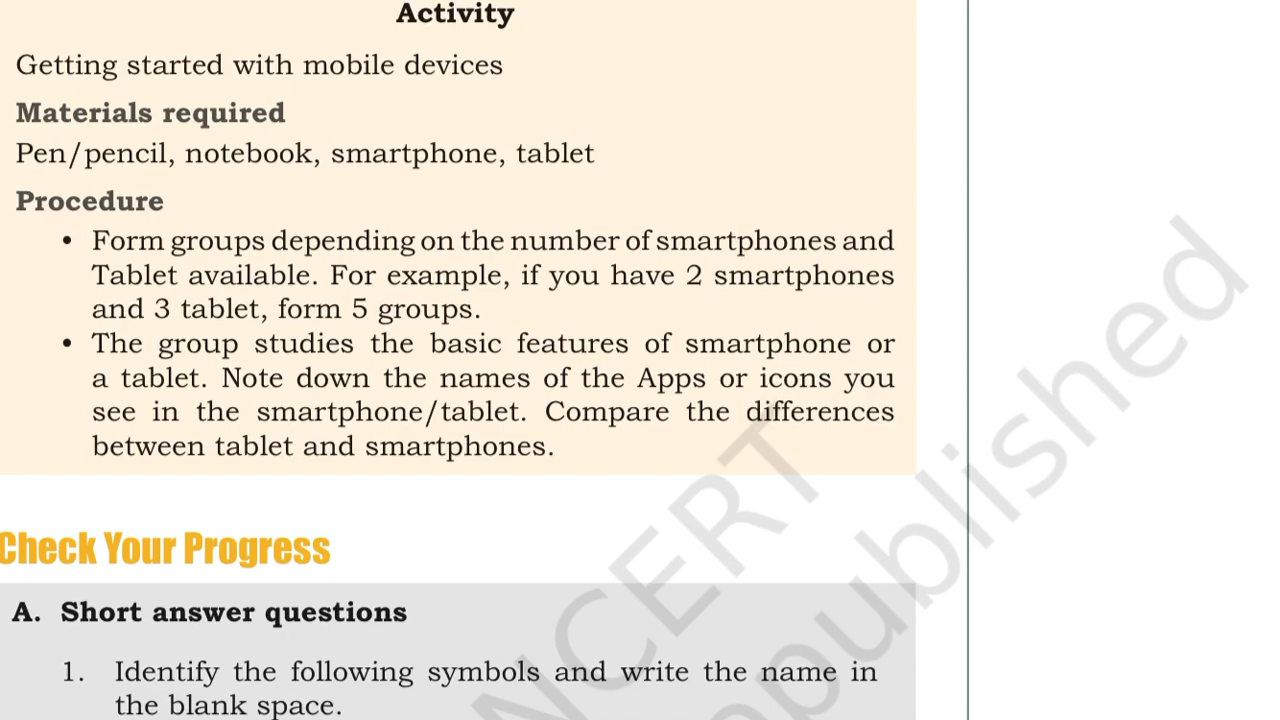 Activity
Getting started with mobile devices
Materials required
Pen/pencil, notebook, smartphone, tablet
Procedure
• Form groups depending on the number of smartphones and
Tablet available. For example, if you have 2 smartphones
and 3 tablet, form 5 groups.
• The group studies the basic features of smartphone or
a tablet. Note down the names of the Apps or icons you
see in the smartphone/tablet. Compare the differences
between tablet and smartphones.
Check Your Progress
A. Short answer questions
1. Identify the following symbols and write the name in
the blank space.
NCERT
published